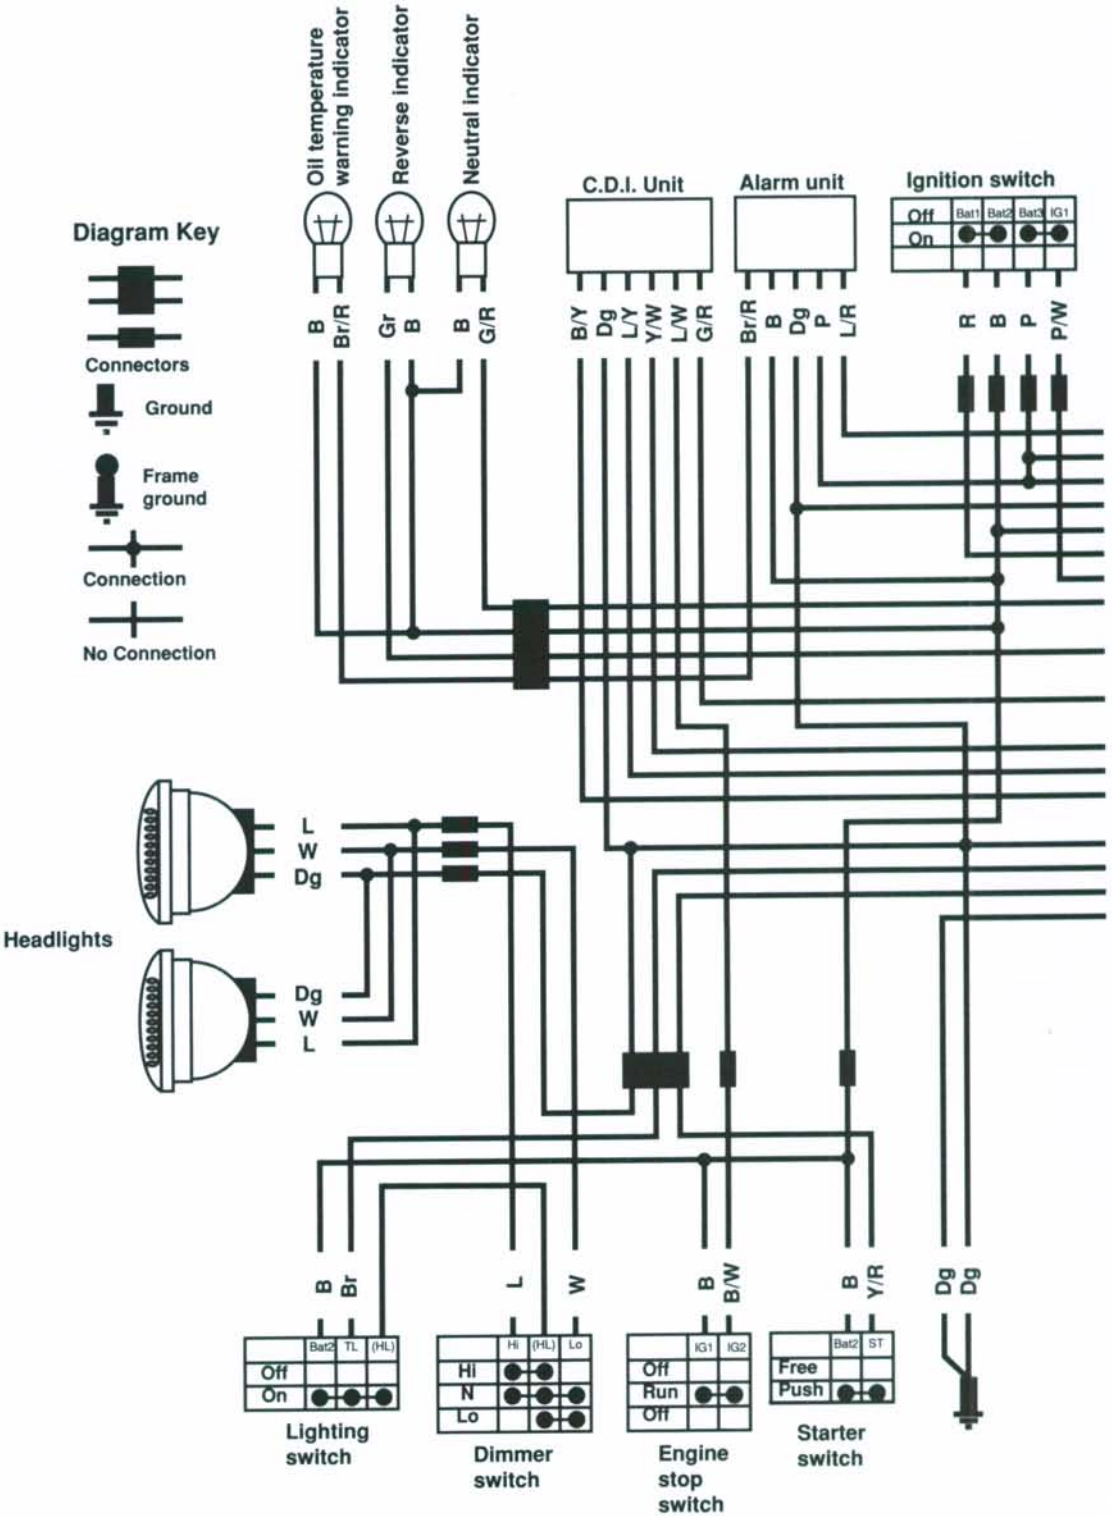 Oil temperature
warning indicator
Reverse indicator
Neutral indicator
C.D.I. Unit
Alarm unit
Ignition switch
Off
On
Bat1
Bat2
Bat3
IG1
Diagram Key
Connectors
Ground
Frame
ground
Connection
No Connection
B
Br/R
Gr
B
B
G/R
B/Y
Dg
L/Y
Y/W
L/W
G/R
Br/R
B
Dg
P
L/R
R
B
P
P/W
L
W
Dg
Headlights
Dg
W
L
B
Br
L
W
B
B/W
B
Y/R
Dg
Dg
Bat2
TL
(HL)
Off
On
Lighting
switch
Hi
(HL)
Lo
Hi
N
Lo
Dimmer
switch
IG1
IG2
Off
Run
Off
Engine
stop
switch
Bat2
ST
Free
Push
Starter
switch